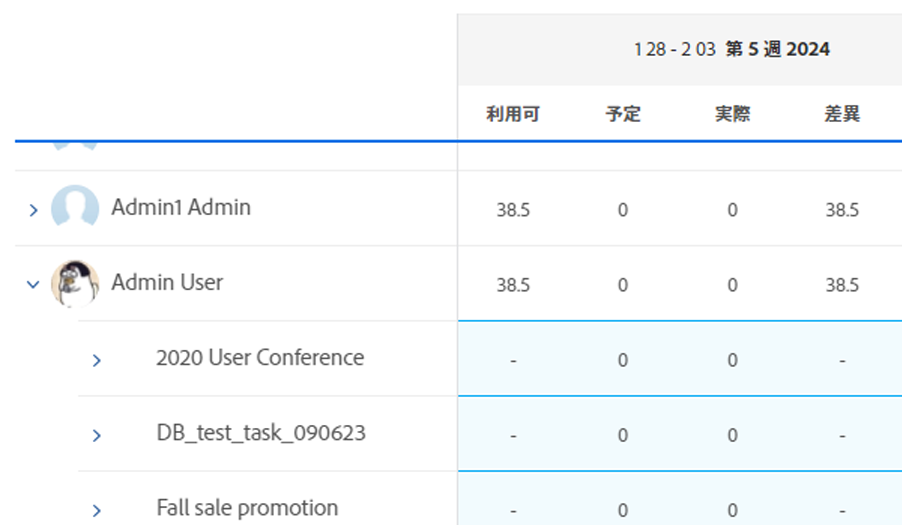 1 28 - 2 03 第 5 週 2024
利用可 予定 実際 差異
Admin1 Admin 38.5 0 0 38.5
Admin User 38.5 0 0 38.5
2020 User Conference - 0 0 -
DB_test_task_090623 - 0 0 -
Fall sale promotion - 0 0 -